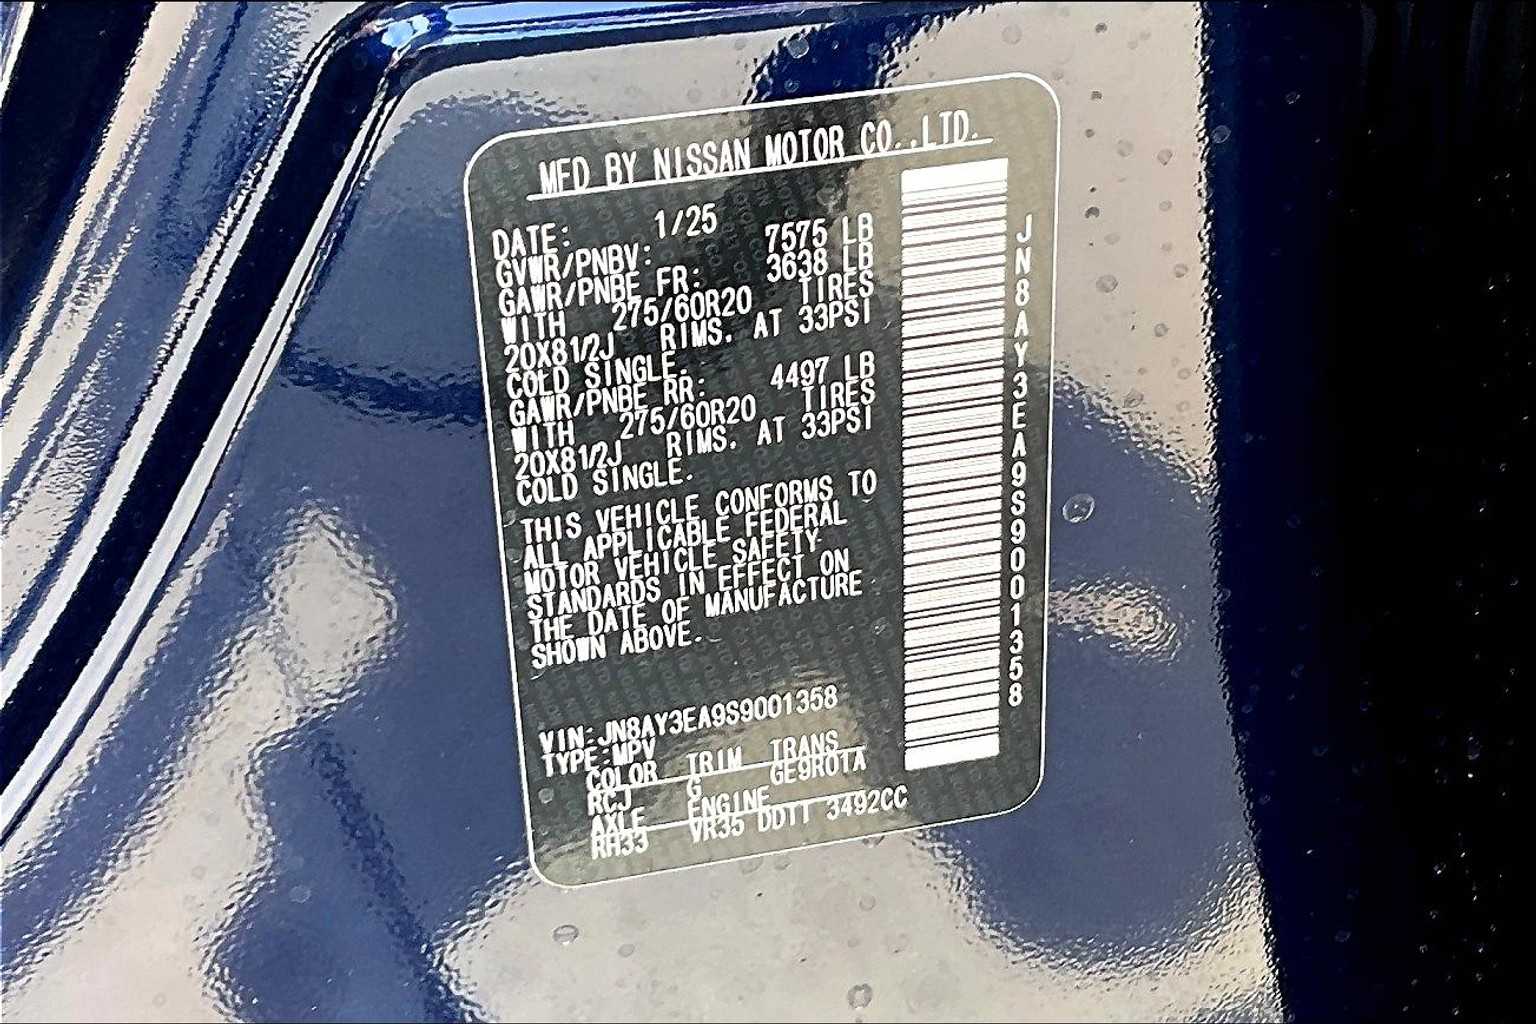 MFD BY NISSAN MOTOR CO.,LTD.
DATE: 1/25
GVWR/PNBV: 7575 LB
GAWR/PNBE FR: 3638 LB
WITH 275/60R20 TIRES
20X81/2J RIMS. AT 33PSI
COLD SINGLE.
GAWR/PNBE RR: 4497 LB
WITH 275/60R20 TIRES
20X81/2J RIMS. AT 33PSI
COLD SINGLE.
THIS VEHICLE CONFORMS TO
ALL APPLICABLE FEDERAL
MOTOR VEHICLE SAFETY
STANDARDS IN EFFECT ON
THE DATE OF MANUFACTURE
SHOWN ABOVE.
VIN:JN8AY3EA9S9001358
TYPE:MPV
COLOR TRIM TRANS
RCJ G GE9R01A
AXLE ENGINE
RH33 VR35 DDTT 3492CC
JN8AY3EA9S9001358